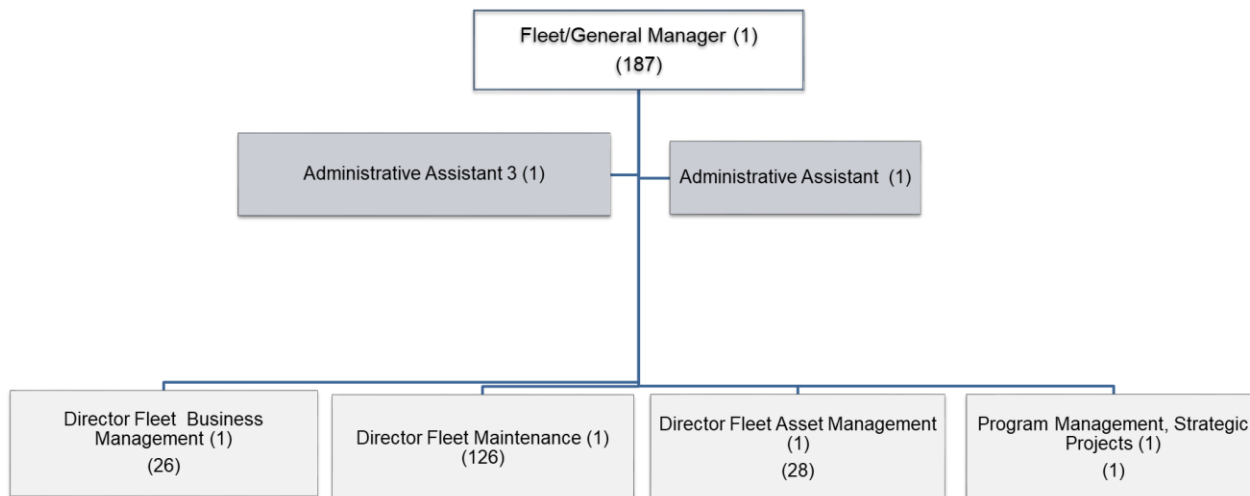 Fleet/General Manager (1)
(187)
Administrative Assistant 3 (1)
Administrative Assistant (1)
Director Fleet Business
Management (1)
(26)
Director Fleet Maintenance (1)
(126)
Director Fleet Asset Management
(1)
(28)
Program Management, Strategic
Projects (1)
(1)